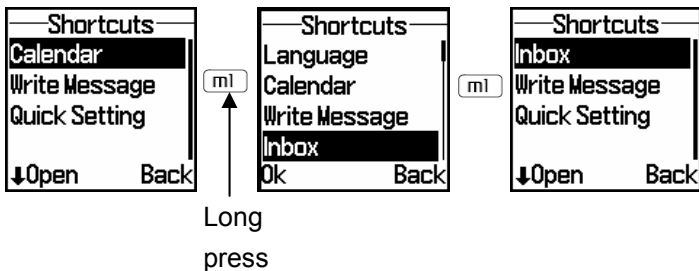 Shortcuts
Calendar
Write Message
Quick Setting
↓Open Back
m1
Long
press
Shortcuts
Language
Calendar
Write Message
Inbox
Ok Back
m1
Shortcuts
Inbox
Write Message
Quick Setting
↓Open Back